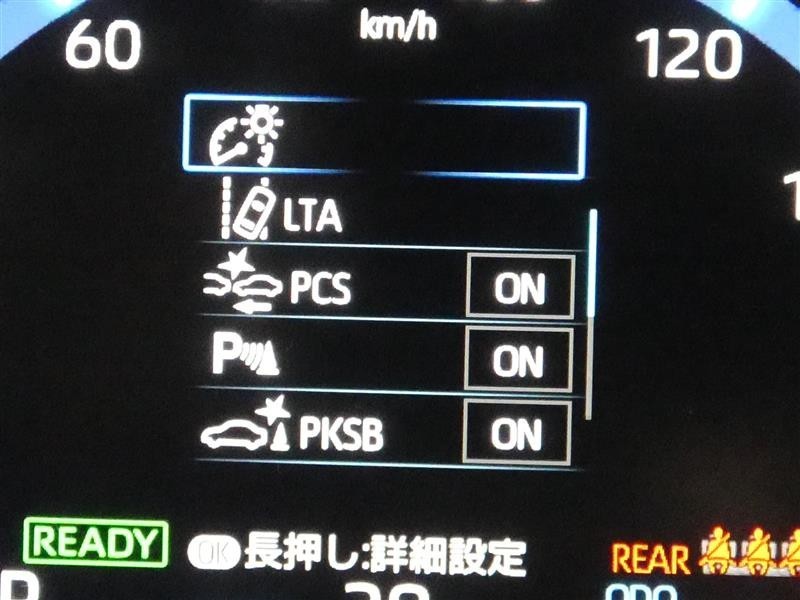 60 km/h 120
LTA
PCS ON
P ON
PKSB ON
READY OK 長押し:詳細設定 REAR